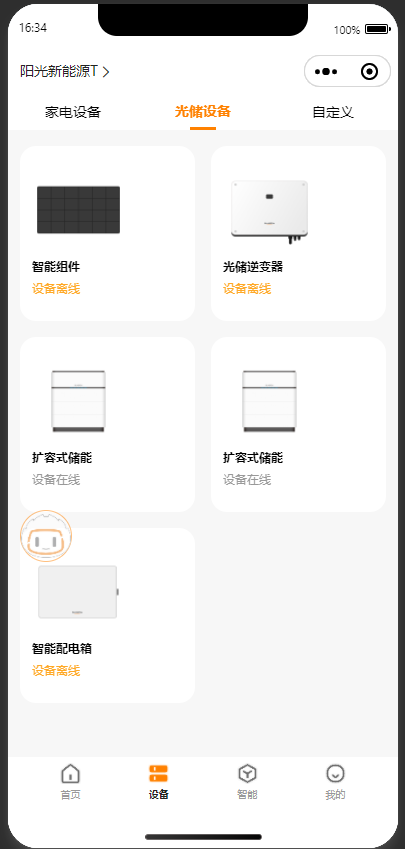 16:34
100%
阳光新能源T
家电设备
光储设备
自定义
智能组件
设备离线
光储逆变器
设备离线
扩容式储能
设备在线
扩容式储能
设备在线
智能配电箱
设备离线
首页
设备
智能
我的